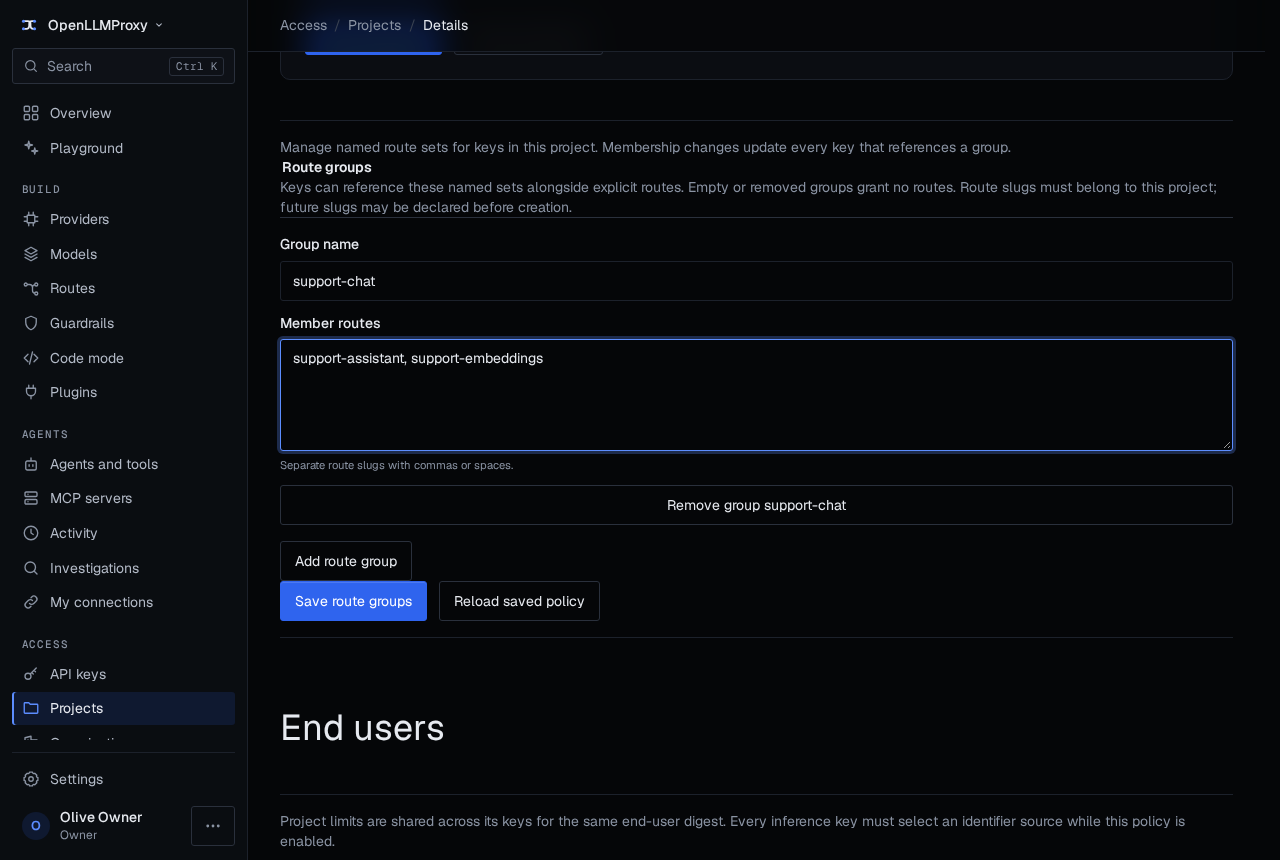 OpenLLMProxy
Access / Projects / Details
Search
Ctrl K
Overview
Playground
BUILD
Providers
Models
Routes
Guardrails
Code mode
Plugins
AGENTS
Agents and tools
MCP servers
Activity
Investigations
My connections
ACCESS
API keys
Projects
Settings
O
Olive Owner
Owner
Manage named route sets for keys in this project. Membership changes update every key that references a group.
Route groups
Keys can reference these named sets alongside explicit routes. Empty or removed groups grant no routes. Route slugs must belong to this project;
future slugs may be declared before creation.
Group name
support-chat
Member routes
support-assistant, support-embeddings
Separate route slugs with commas or spaces.
Remove group support-chat
Add route group
Save route groups
Reload saved policy
End users
Project limits are shared across its keys for the same end-user digest. Every inference key must select an identifier source while this policy is
enabled.